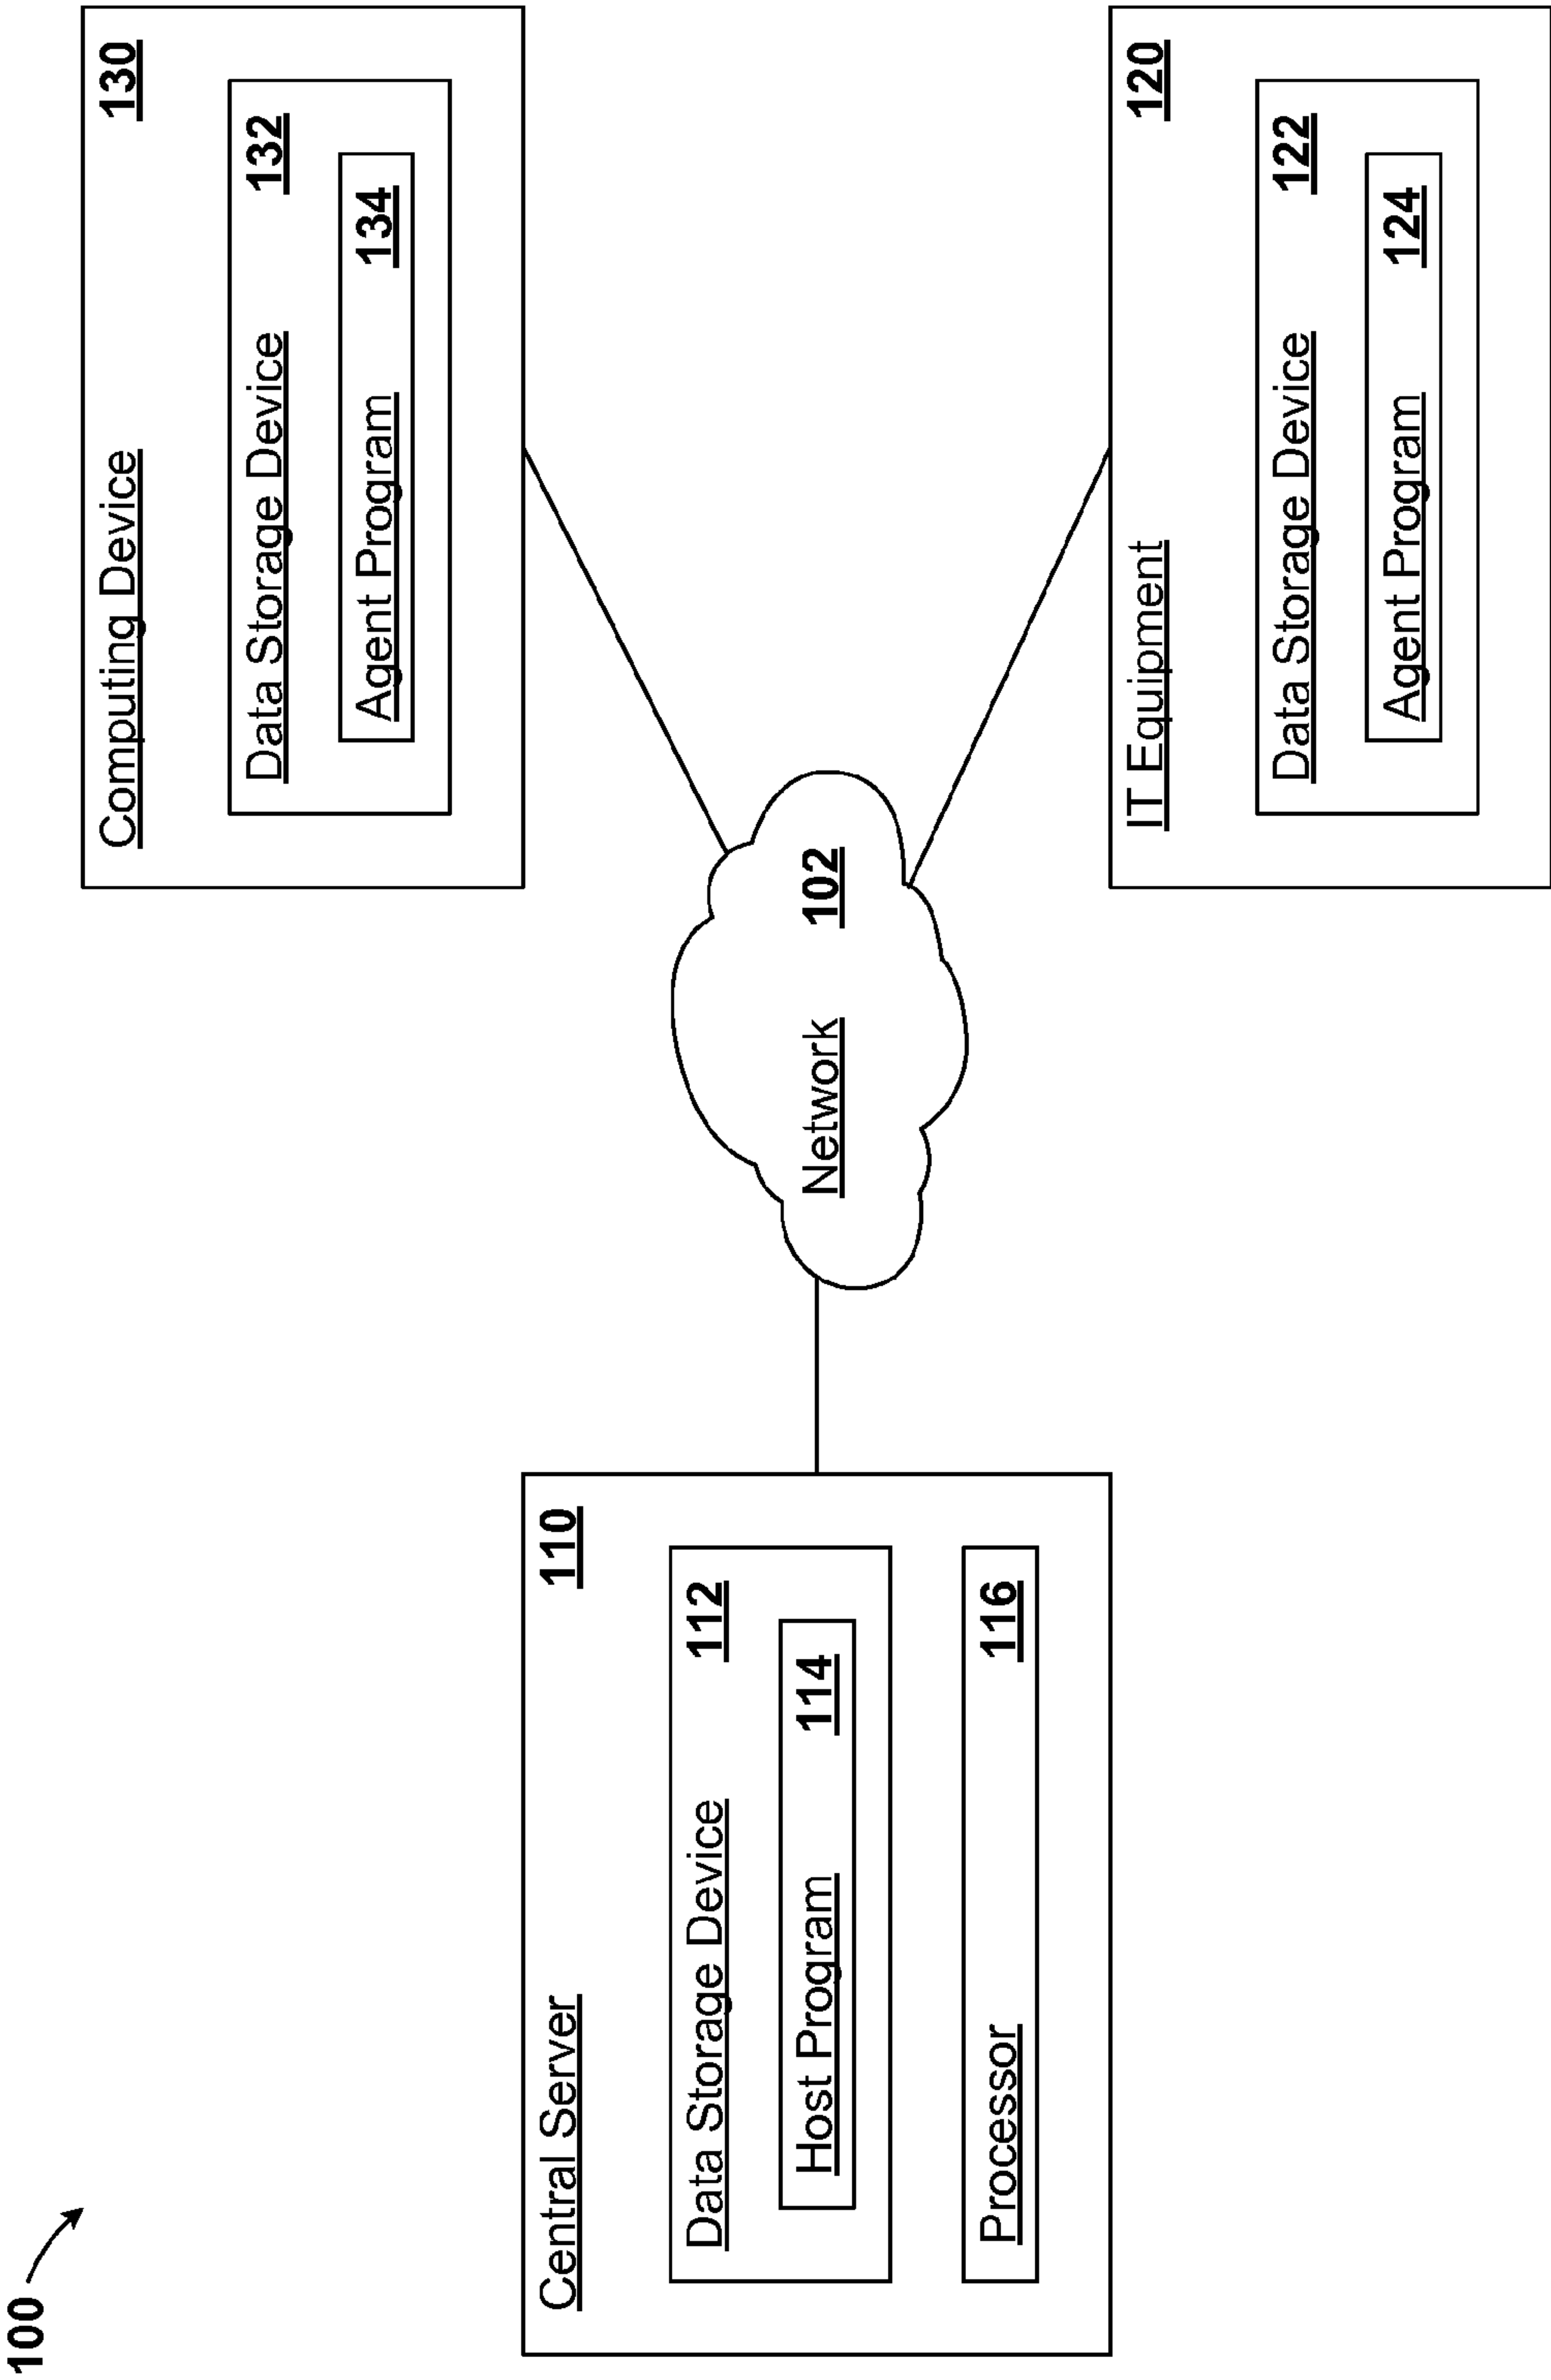 100
Central Server 110
Data Storage Device 112
Host Program 114
Processor 116
Network 102
Computing Device 130
Data Storage Device 132
Agent Program 134
IT Equipment 120
Data Storage Device 122
Agent Program 124